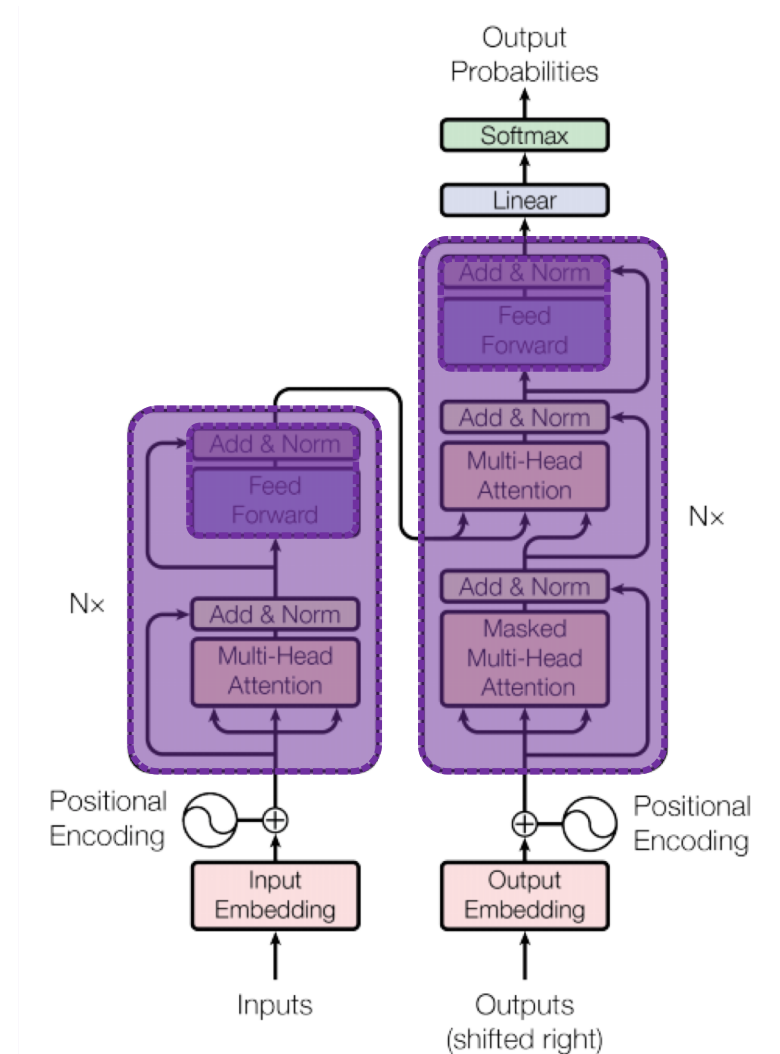 Output
Probabilities
Softmax
Linear
Add & Norm
Feed
Forward
Add & Norm
Multi-Head
Attention
Add & Norm
Masked
Multi-Head
Attention
Nx
Add & Norm
Feed
Forward
Add & Norm
Multi-Head
Attention
Nx
Positional
Encoding
Positional
Encoding
Input
Embedding
Output
Embedding
Inputs
Outputs
(shifted right)